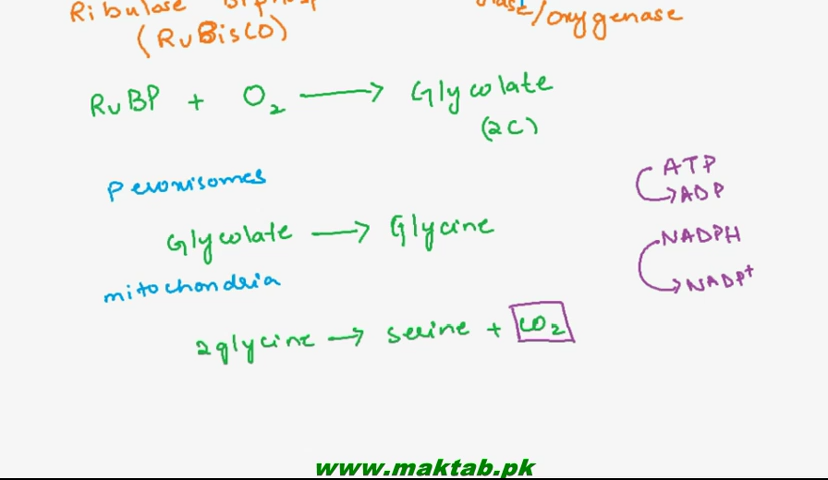 Ribulase
(RuBisCO) /oxygenase
RuBP + O2 → Glycolate
(2C)
Peroxisomes
ATP
→ADP
Glycolate → Glycine
NADPH
→NADP+
mitochondria
2glycine → serine + CO2
www.maktab.pk